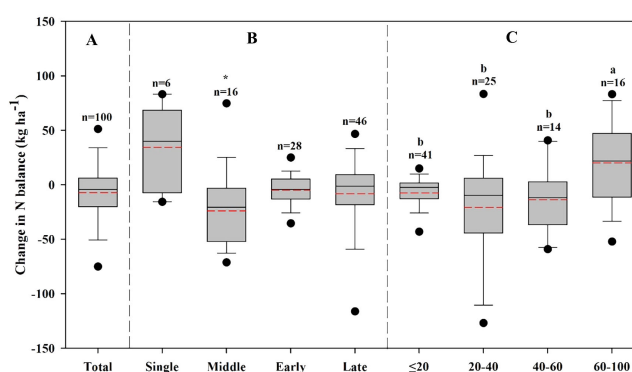 150
A
B
C
100
b
n=25
a
n=16
n=6
*
n=16
n=100
n=46
b
n=14
50
n=28
b
n=41
0
-50
-100
-150
Change in N balance (kg ha⁻¹)
Total Single Middle Early Late ≤20 20-40 40-60 60-100